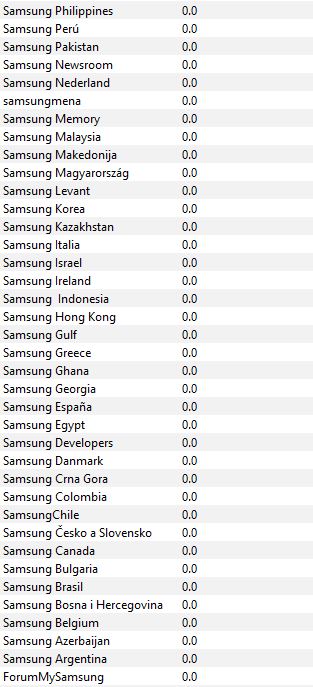 Samsung Philippines 0.0
Samsung Perú 0.0
Samsung Pakistan 0.0
Samsung Newsroom 0.0
Samsung Nederland 0.0
samsungmena 0.0
Samsung Memory 0.0
Samsung Malaysia 0.0
Samsung Makedonija 0.0
Samsung Magyarország 0.0
Samsung Levant 0.0
Samsung Korea 0.0
Samsung Kazakhstan 0.0
Samsung Italia 0.0
Samsung Israel 0.0
Samsung Ireland 0.0
Samsung  Indonesia 0.0
Samsung Hong Kong 0.0
Samsung Gulf 0.0
Samsung Greece 0.0
Samsung Ghana 0.0
Samsung Georgia 0.0
Samsung España 0.0
Samsung Egypt 0.0
Samsung Developers 0.0
Samsung Danmark 0.0
Samsung Crna Gora 0.0
Samsung Colombia 0.0
SamsungChile 0.0
Samsung Česko a Slovensko 0.0
Samsung Canada 0.0
Samsung Bulgaria 0.0
Samsung Brasil 0.0
Samsung Bosna i Hercegovina 0.0
Samsung Belgium 0.0
Samsung Azerbaijan 0.0
Samsung Argentina 0.0
ForumMySamsung 0.0